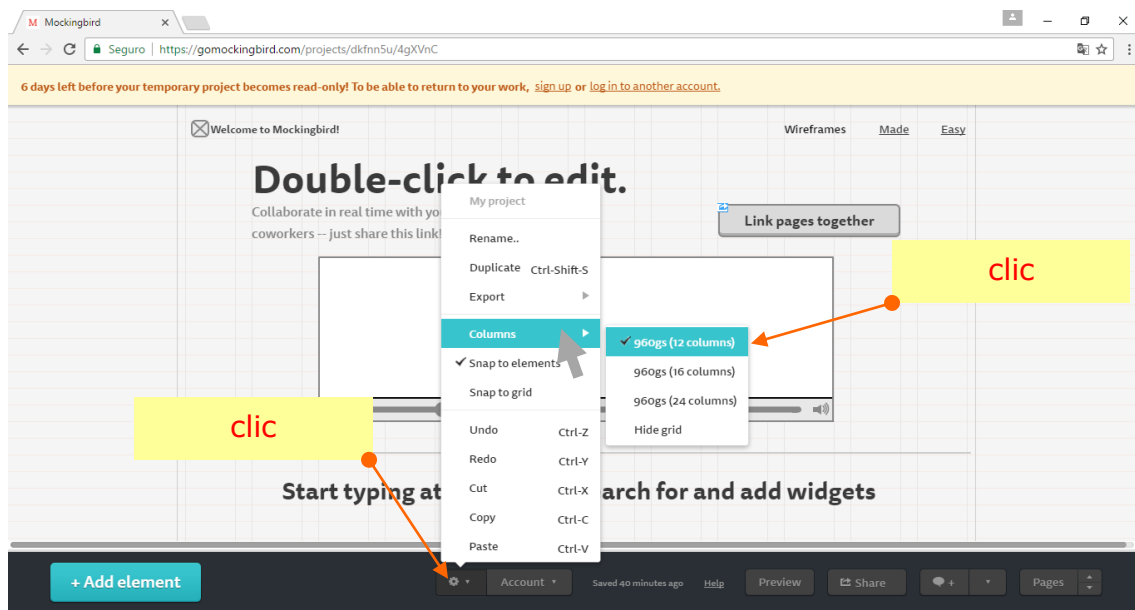 M Mockingbird
Seguro | https://gomockingbird.com/projects/dkfnn5u/4gXVnC
6 days left before your temporary project becomes read-only! To be able to return to your work, sign up or log in to another account.
Welcome to Mockingbird!
Wireframes Made Easy
Double-click to edit.
Collaborate in real time with yo
coworkers -- just share this link!
Link pages together
clic
My project
Rename..
Duplicate Ctrl-Shift-S
Export
Columns
Snap to elements
Snap to grid
Undo Ctrl-Z
Redo Ctrl-Y
Cut Ctrl-X
Copy Ctrl-C
Paste Ctrl-V
960gs (12 columns)
960gs (16 columns)
960gs (24 columns)
Hide grid
clic
Start typing at arch for and add widgets
+ Add element
Account
Saved 40 minutes ago
Help
Preview
Share
+
Pages